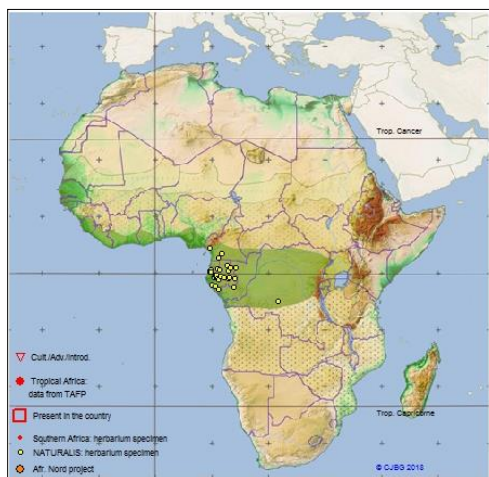 Trop. Cancer
Cult./Adv./Introd.
Tropical Africa:
data from TAFP
Present in the country
Trop. Capricorne
Southern Africa: herbarium specimen
NATURALIS: herbarium specimen
Afr. Nord project
© CJBG 2018